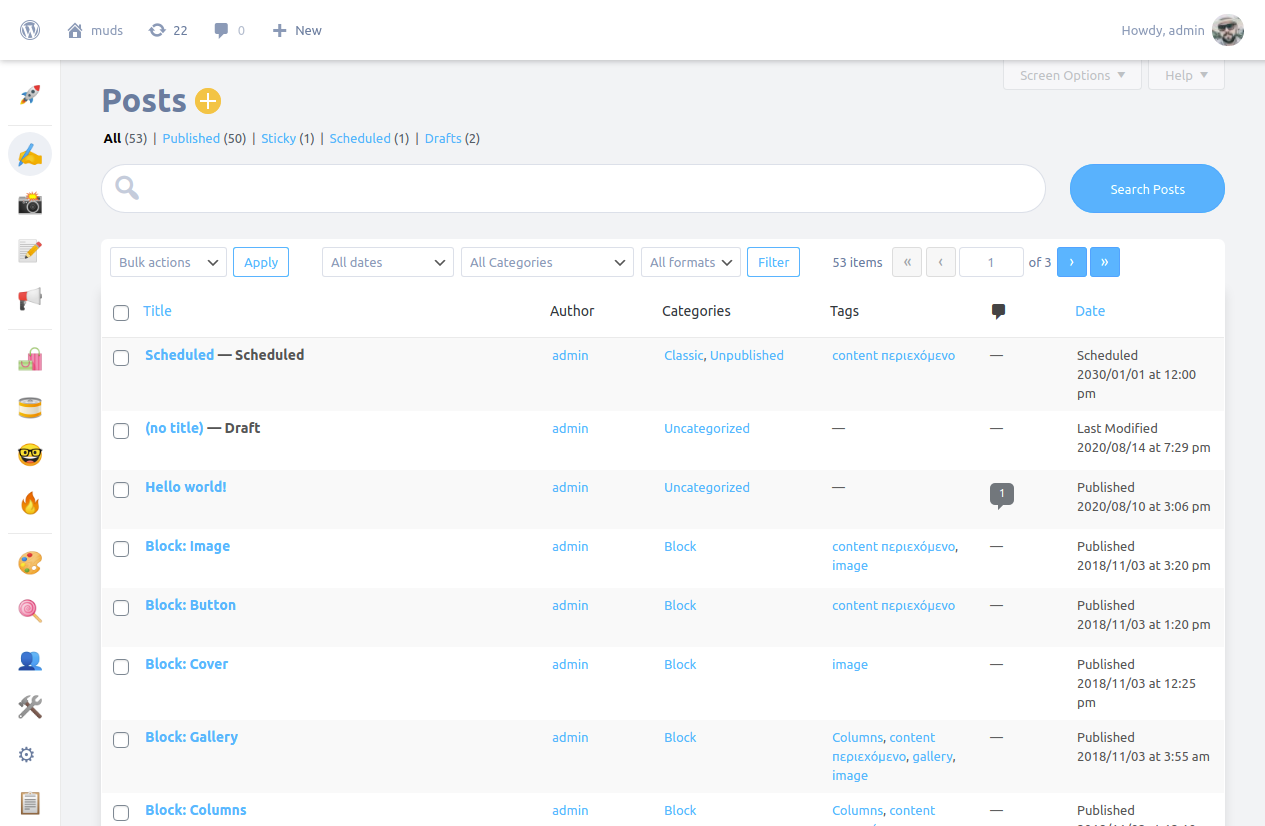 muds 22 0 New Howdy, admin
Screen Options Help
Posts
All (53) | Published (50) | Sticky (1) | Scheduled (1) | Drafts (2)
Search Posts
Bulk actions Apply All dates All Categories All formats Filter 53 items « ‹ 1 of 3 › »
Title Author Categories Tags Date
Scheduled — Scheduled admin Classic, Unpublished content περιεχόμενο — Scheduled
2030/01/01 at 12:00
pm
(no title) — Draft admin Uncategorized — — Last Modified
2020/08/14 at 7:29 pm
Hello world! admin Uncategorized — 1 Published
2020/08/10 at 3:06 pm
Block: Image admin Block content περιεχόμενο, — Published
image 2018/11/03 at 3:20 pm
Block: Button admin Block content περιεχόμενο — Published
2018/11/03 at 1:20 pm
Block: Cover admin Block image — Published
2018/11/03 at 12:25
pm
Block: Gallery admin Block Columns, content — Published
περιεχόμενο, gallery, 2018/11/03 at 3:55 am
image
Block: Columns admin Block Columns, content — Published